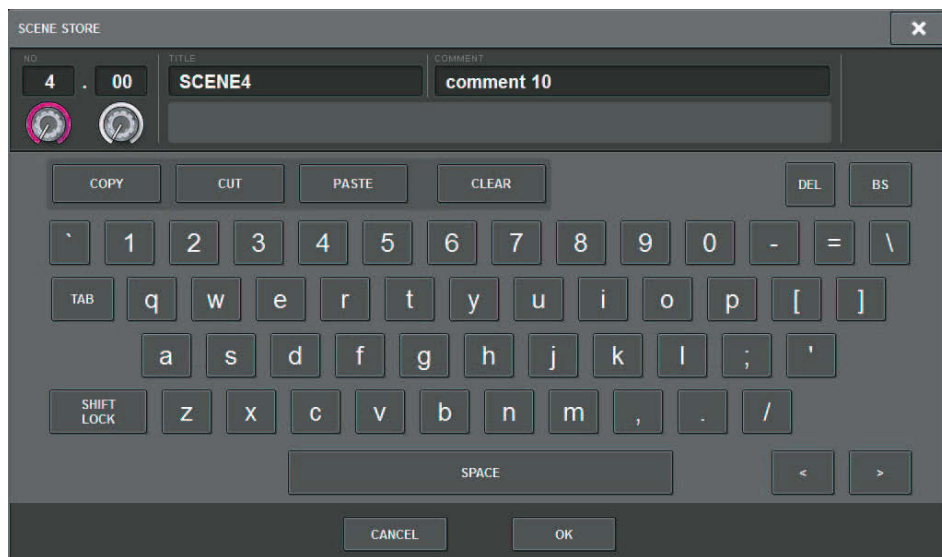 SCENE STORE
NO. TITLE COMMENT
4 . 00 SCENE4 comment 10
COPY CUT PASTE CLEAR DEL BS
` 1 2 3 4 5 6 7 8 9 0 - = \
TAB q w e r t y u i o p [ ]
a s d f g h j k l ; '
SHIFT LOCK z x c v b n m , . /
SPACE < >
CANCEL OK